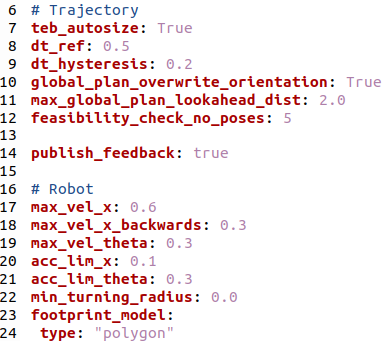 6 # Trajectory
7 teb_autosize: True
8 dt_ref: 0.5
9 dt_hysteresis: 0.2
10 global_plan_overwrite_orientation: True
11 max_global_plan_lookahead_dist: 2.0
12 feasibility_check_no_poses: 5
13
14 publish_feedback: true
15
16 # Robot
17 max_vel_x: 0.6
18 max_vel_x_backwards: 0.3
19 max_vel_theta: 0.3
20 acc_lim_x: 0.1
21 acc_lim_theta: 0.3
22 min_turning_radius: 0.0
23 footprint_model:
24  type: "polygon"